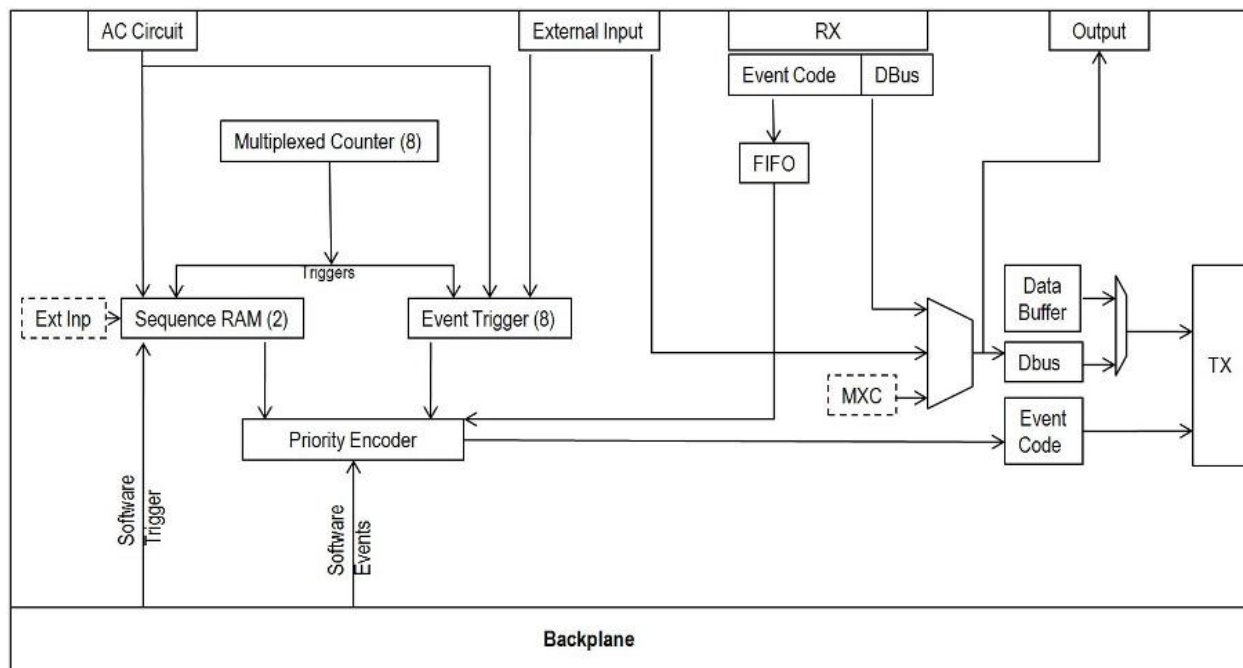 AC Circuit
External Input
RX
Output
Event Code
DBus
Multiplexed Counter (8)
FIFO
Triggers
Ext Inp
Sequence RAM (2)
Event Trigger (8)
Data
Buffer
Dbus
TX
MXC
Event
Code
Priority Encoder
Software
Trigger
Software
Events
Backplane